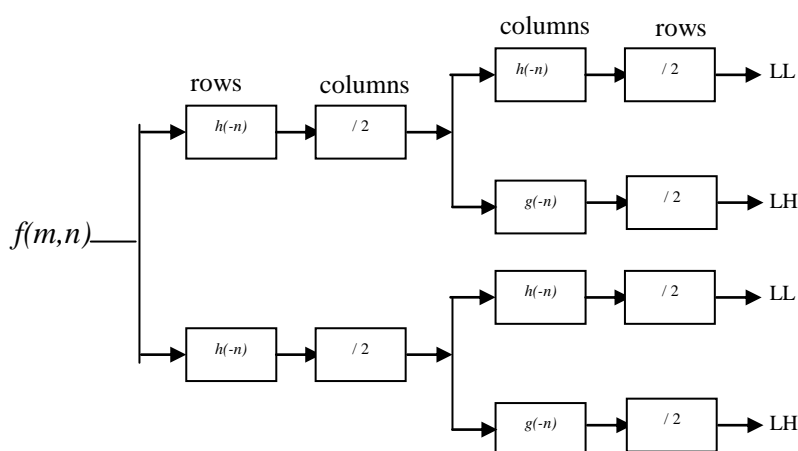 columns rows
h(-n) / 2 LL
rows columns
h(-n) / 2
g(-n) / 2 LH
f(m,n)
h(-n) / 2 LL
h(-n) / 2
g(-n) / 2 LH